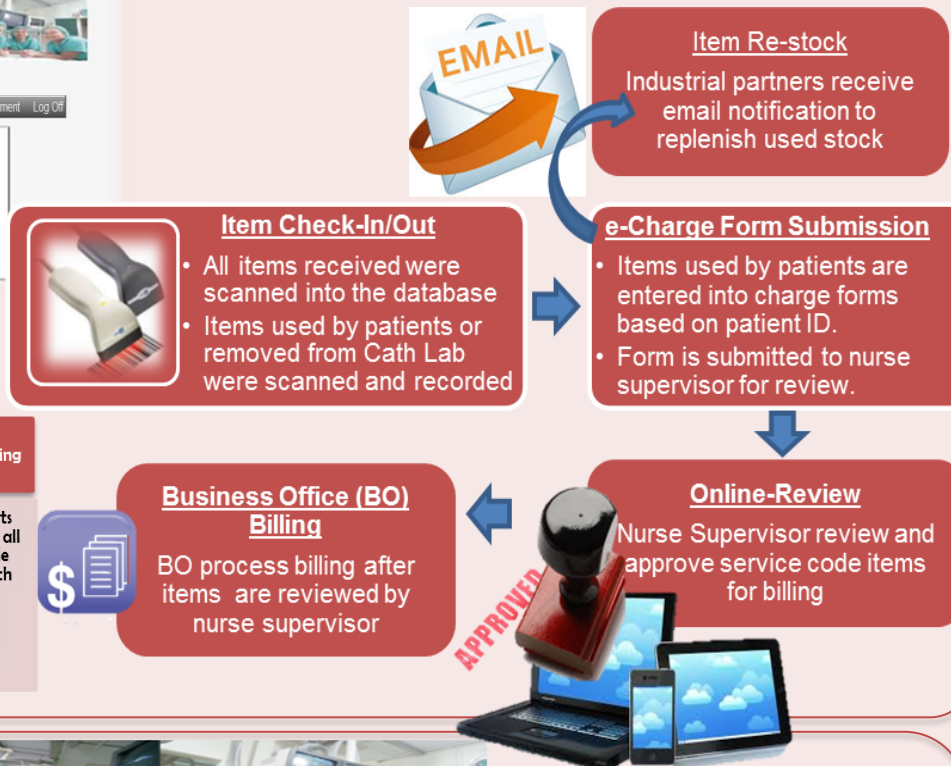 ment Log Off
EMAIL
Item Re-stock
Industrial partners receive
email notification to
replenish used stock
Item Check-In/Out
• All items received were
scanned into the database
• Items used by patients or
removed from Cath Lab
were scanned and recorded
e-Charge Form Submission
• Items used by patients are
entered into charge forms
based on patient ID.
• Form is submitted to nurse
supervisor for review.
ing
ts
all
e
th
Business Office (BO)
Billing
BO process billing after
items are reviewed by
nurse supervisor
$
APPROVED
Online-Review
Nurse Supervisor review and
approve service code items
for billing